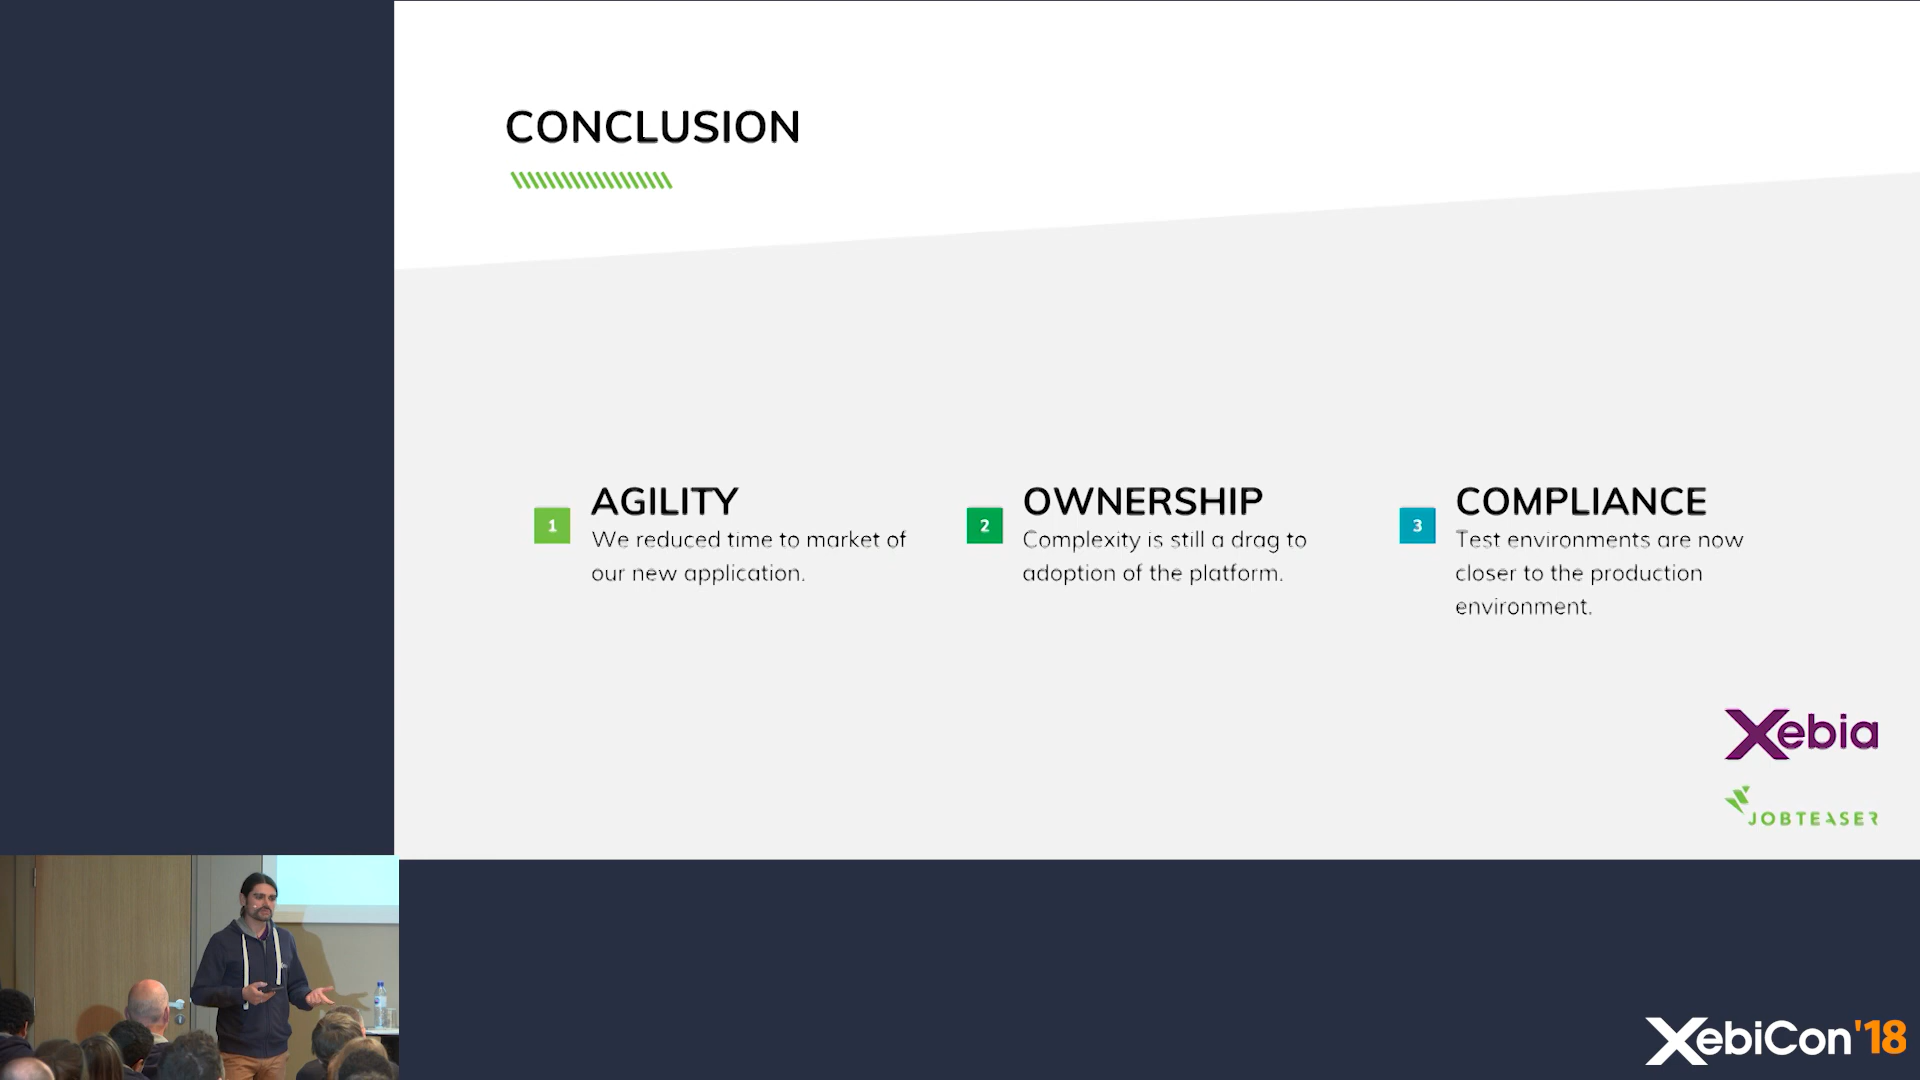 CONCLUSION
1
AGILITY
We reduced time to market of
our new application.
2
OWNERSHIP
Complexity is still a drag to
adoption of the platform.
3
COMPLIANCE
Test environments are now
closer to the production
environment.
Xebia
JOBTEASER
XebiCon'18